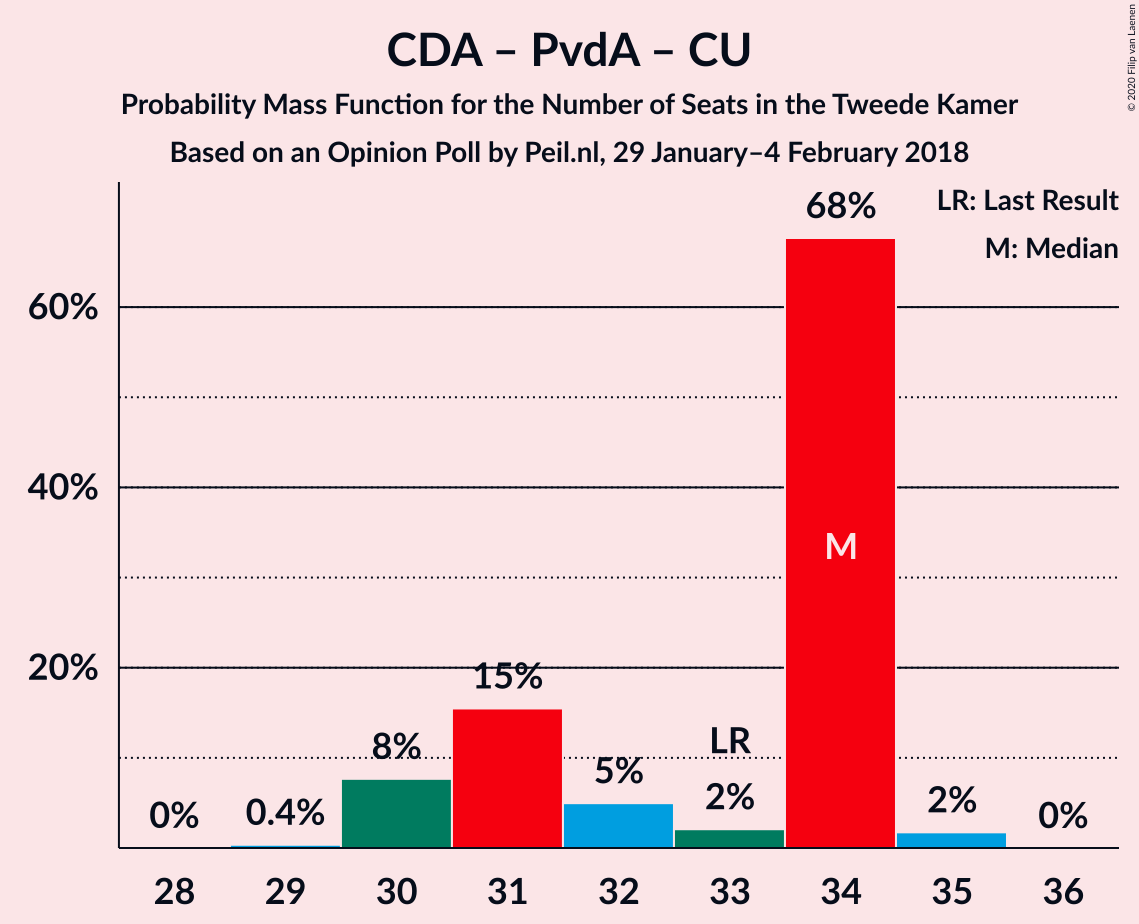 CDA – PvdA – CU
Probability Mass Function for the Number of Seats in the Tweede Kamer
Based on an Opinion Poll by Peil.nl, 29 January–4 February 2018
© 2020 Filip van Laenen
LR: Last Result
M: Median
60%
40%
20%
0%
0.4%
8%
15%
5%
LR
2%
68%
M
2%
0%
28 29 30 31 32 33 34 35 36